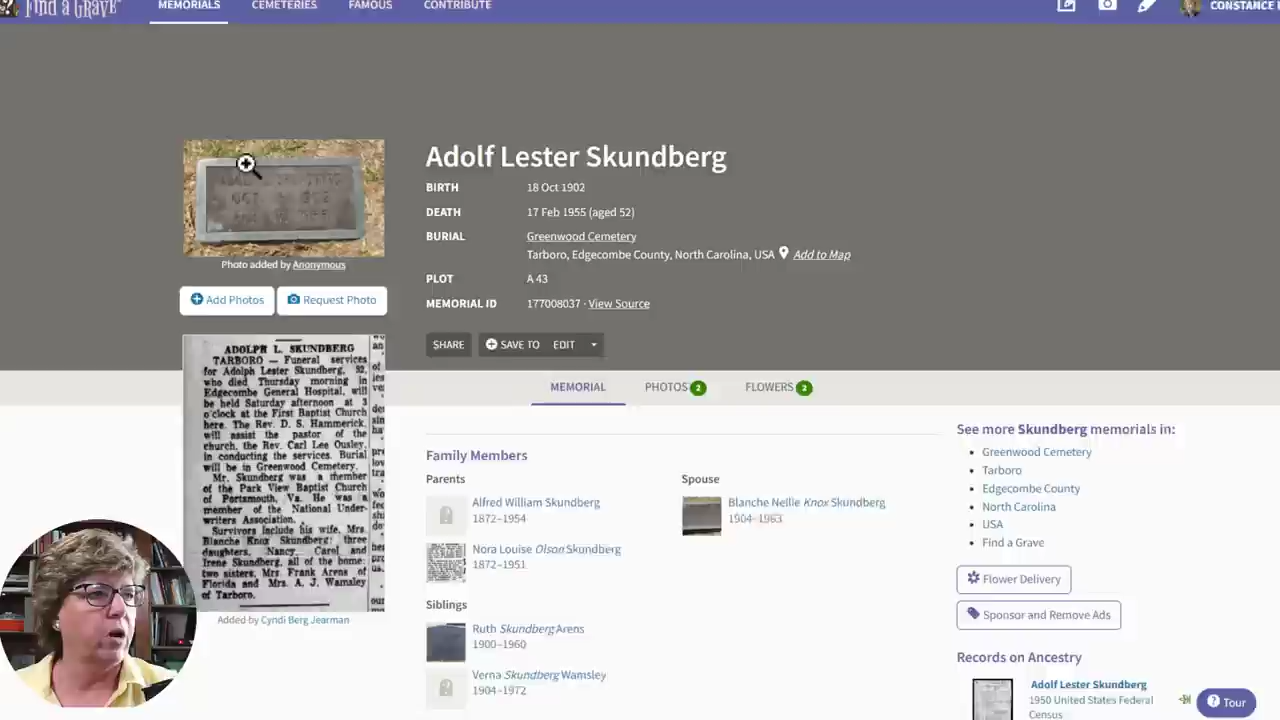 Find a Grave
MEMORIALS CEMETERIES FAMOUS CONTRIBUTE
CONSTANCE
Adolf Lester Skundberg
BIRTH 18 Oct 1902
DEATH 17 Feb 1955 (aged 52)
BURIAL Greenwood Cemetery
Tarboro, Edgecombe County, North Carolina, USA Add to Map
PLOT A 43
MEMORIAL ID 177008037 · View Source
Photo added by Anonymous
Add Photos Request Photo
SHARE SAVE TO EDIT
MEMORIAL PHOTOS 2 FLOWERS 2
ADOLPH L. SKUNDBERG
TARBORO — Funeral services
for Adolph Lester Skundberg, 52,
who died Thursday morning in
Edgecombe General Hospital, will
be held Saturday afternoon at 3
o'clock at the First Baptist Church
here. The Rev. D. S. Hammerick,
will assist the pastor of the
church, the Rev. Carl Lee Ousley,
in conducting the services. Burial
will be in Greenwood Cemetery.
Mr. Skundberg was a member
of the Park View Baptist Church
of Portsmouth, Va. He was a
member of the National Under-
writers Association.
Survivors include his wife, Mrs.
Blanche Knox Skundberg; three
daughters, Nancy, Carol and
Irene Skundberg, all of the home;
two sisters, Mrs. Frank Arens of
Florida and Mrs. A. J. Wamsley
of Tarboro.
Added by Cyndi Berg Jearman
Family Members
Parents
Alfred William Skundberg
1872–1954
Nora Louise Olson Skundberg
1872–1951
Siblings
Ruth Skundberg Arens
1900–1960
Verna Skundberg Wamsley
1904–1972
Spouse
Blanche Nellie Knox Skundberg
1904–1963
See more Skundberg memorials in:
Greenwood Cemetery
Tarboro
Edgecombe County
North Carolina
USA
Find a Grave
Flower Delivery
Sponsor and Remove Ads
Records on Ancestry
Adolf Lester Skundberg
1950 United States Federal
Census
Tour